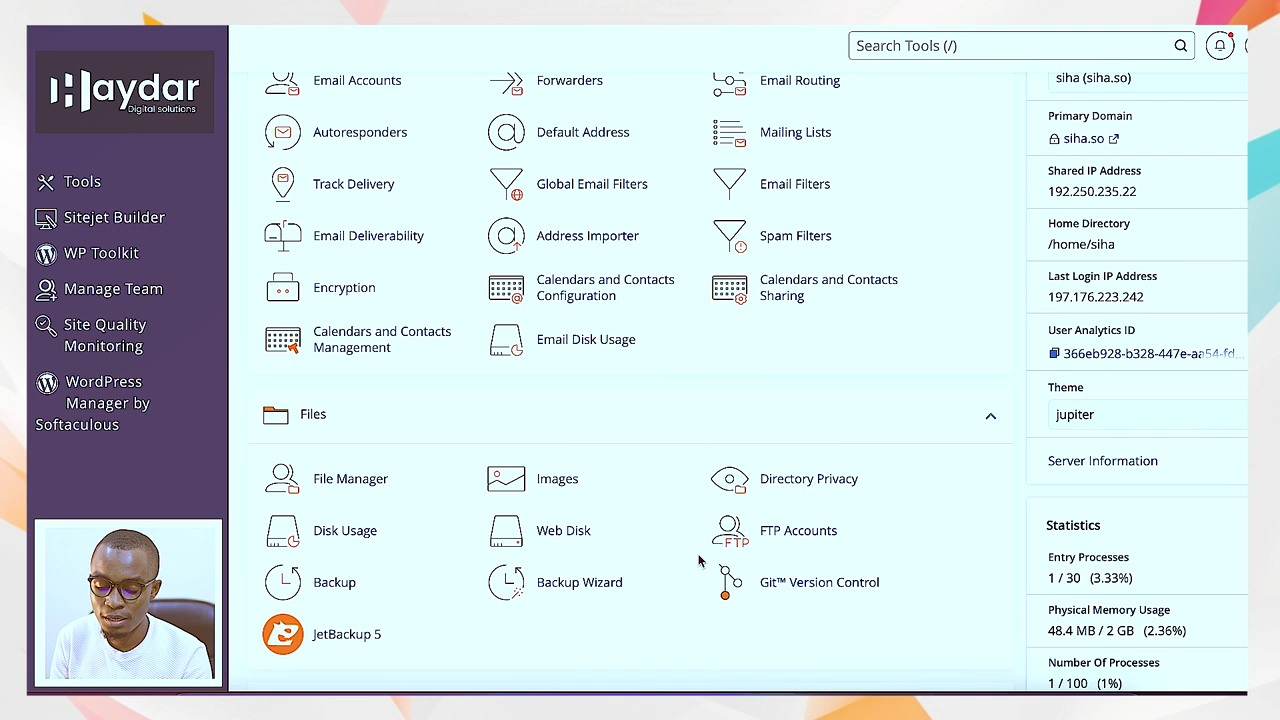 Haydar
Digital solutions
Tools
Sitejet Builder
WP Toolkit
Manage Team
Site Quality
Monitoring
WordPress
Manager by
Softaculous
Search Tools (/)
Email Accounts
Forwarders
Email Routing
Autoresponders
Default Address
Mailing Lists
Track Delivery
Global Email Filters
Email Filters
Email Deliverability
Address Importer
Spam Filters
Encryption
Calendars and Contacts
Configuration
Calendars and Contacts
Sharing
Calendars and Contacts
Management
Email Disk Usage
Files
File Manager
Images
Directory Privacy
Disk Usage
Web Disk
FTP
FTP Accounts
Backup
Backup Wizard
Git™ Version Control
JetBackup 5
siha (siha.so)
Primary Domain
siha.so
Shared IP Address
192.250.235.22
Home Directory
/home/siha
Last Login IP Address
197.176.223.242
User Analytics ID
366eb928-b328-447e-aa54-fd...
Theme
jupiter
Server Information
Statistics
Entry Processes
1 / 30 (3.33%)
Physical Memory Usage
48.4 MB / 2 GB (2.36%)
Number Of Processes
1 / 100 (1%)